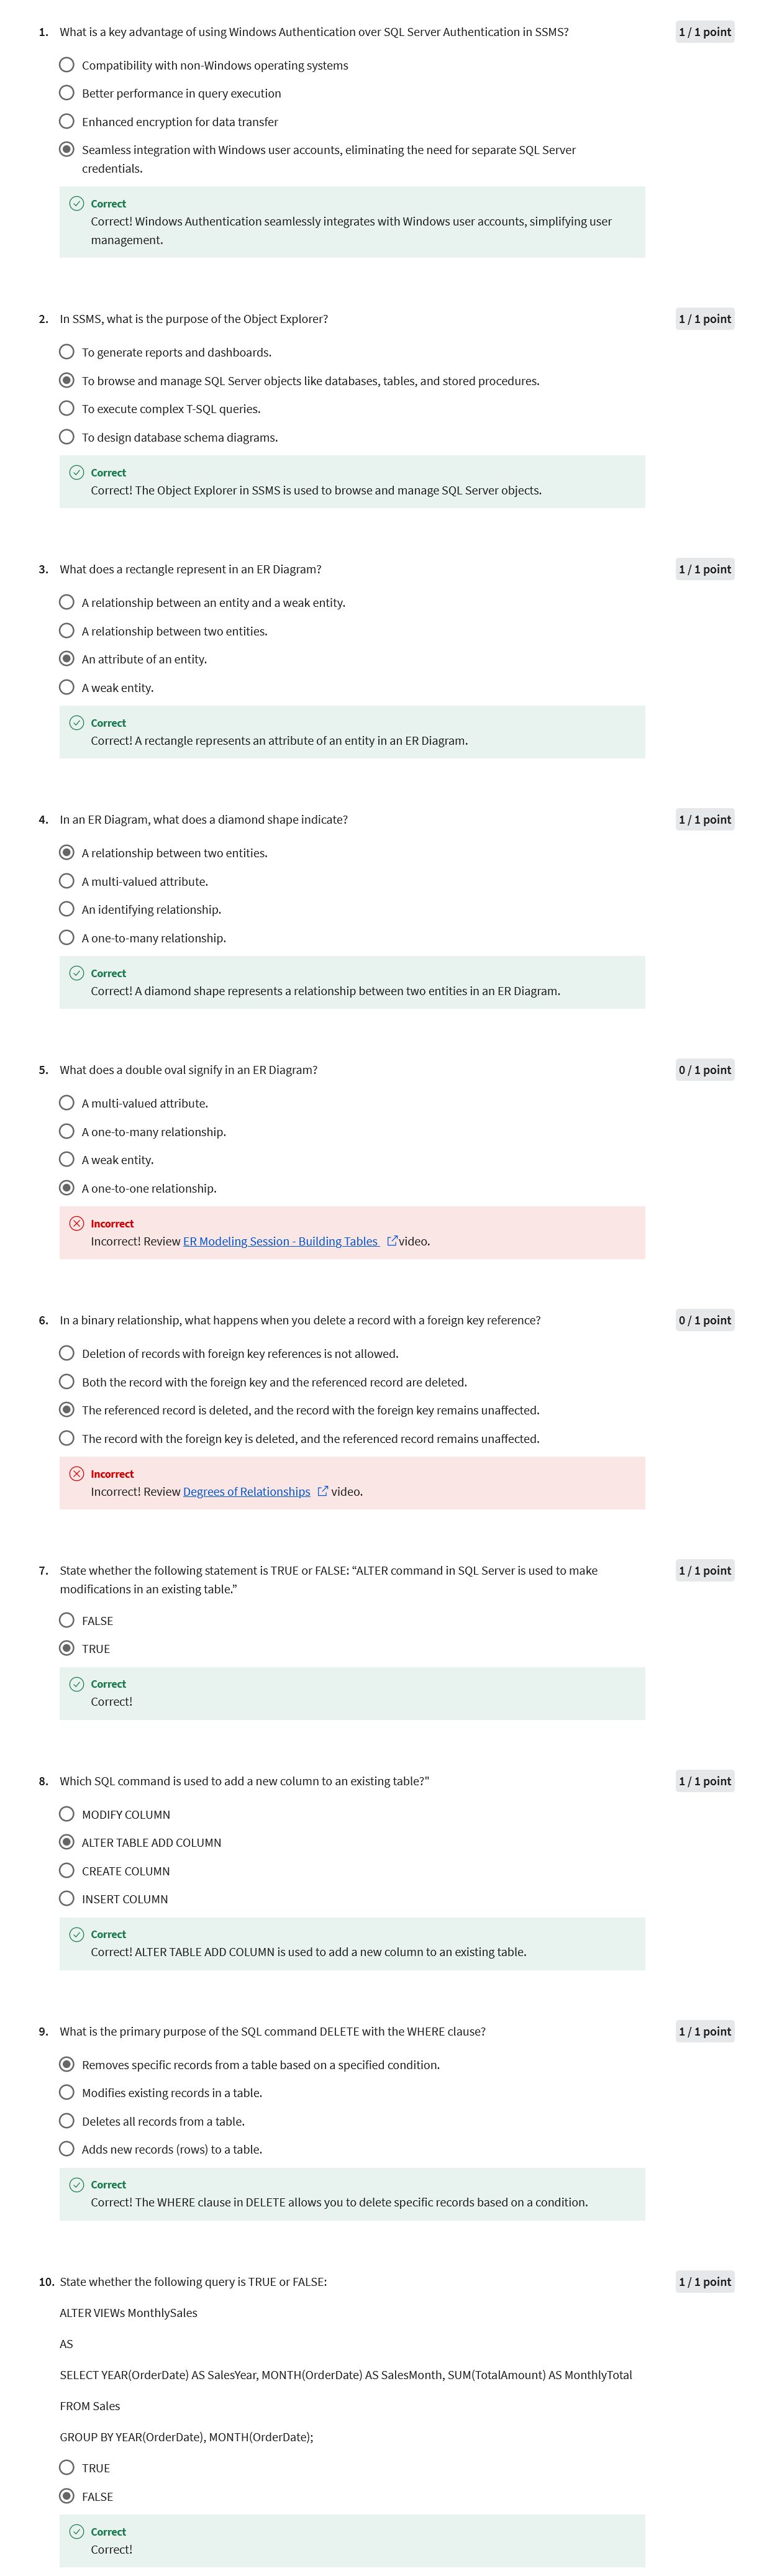 1. What is a key advantage of using Windows Authentication over SQL Server Authentication in SSMS?
1 / 1 point
Compatibility with non-Windows operating systems
Better performance in query execution
Enhanced encryption for data transfer
Seamless integration with Windows user accounts, eliminating the need for separate SQL Server
credentials.
Correct
Correct! Windows Authentication seamlessly integrates with Windows user accounts, simplifying user
management.
2. In SSMS, what is the purpose of the Object Explorer?
1 / 1 point
To generate reports and dashboards.
To browse and manage SQL Server objects like databases, tables, and stored procedures.
To execute complex T-SQL queries.
To design database schema diagrams.
Correct
Correct! The Object Explorer in SSMS is used to browse and manage SQL Server objects.
3. What does a rectangle represent in an ER Diagram?
1 / 1 point
A relationship between an entity and a weak entity.
A relationship between two entities.
An attribute of an entity.
A weak entity.
Correct
Correct! A rectangle represents an attribute of an entity in an ER Diagram.
4. In an ER Diagram, what does a diamond shape indicate?
1 / 1 point
A relationship between two entities.
A multi-valued attribute.
An identifying relationship.
A one-to-many relationship.
Correct
Correct! A diamond shape represents a relationship between two entities in an ER Diagram.
5. What does a double oval signify in an ER Diagram?
0 / 1 point
A multi-valued attribute.
A one-to-many relationship.
A weak entity.
A one-to-one relationship.
Incorrect
Incorrect! Review ER Modeling Session - Building Tables video.
6. In a binary relationship, what happens when you delete a record with a foreign key reference?
0 / 1 point
Deletion of records with foreign key references is not allowed.
Both the record with the foreign key and the referenced record are deleted.
The referenced record is deleted, and the record with the foreign key remains unaffected.
The record with the foreign key is deleted, and the referenced record remains unaffected.
Incorrect
Incorrect! Review Degrees of Relationships video.
7. State whether the following statement is TRUE or FALSE: “ALTER command in SQL Server is used to make
modifications in an existing table.”
1 / 1 point
FALSE
TRUE
Correct
Correct!
8. Which SQL command is used to add a new column to an existing table?"
1 / 1 point
MODIFY COLUMN
ALTER TABLE ADD COLUMN
CREATE COLUMN
INSERT COLUMN
Correct
Correct! ALTER TABLE ADD COLUMN is used to add a new column to an existing table.
9. What is the primary purpose of the SQL command DELETE with the WHERE clause?
1 / 1 point
Removes specific records from a table based on a specified condition.
Modifies existing records in a table.
Deletes all records from a table.
Adds new records (rows) to a table.
Correct
Correct! The WHERE clause in DELETE allows you to delete specific records based on a condition.
10. State whether the following query is TRUE or FALSE:
1 / 1 point
ALTER VIEWs MonthlySales
AS
SELECT YEAR(OrderDate) AS SalesYear, MONTH(OrderDate) AS SalesMonth, SUM(TotalAmount) AS MonthlyTotal
FROM Sales
GROUP BY YEAR(OrderDate), MONTH(OrderDate);
TRUE
FALSE
Correct
Correct!